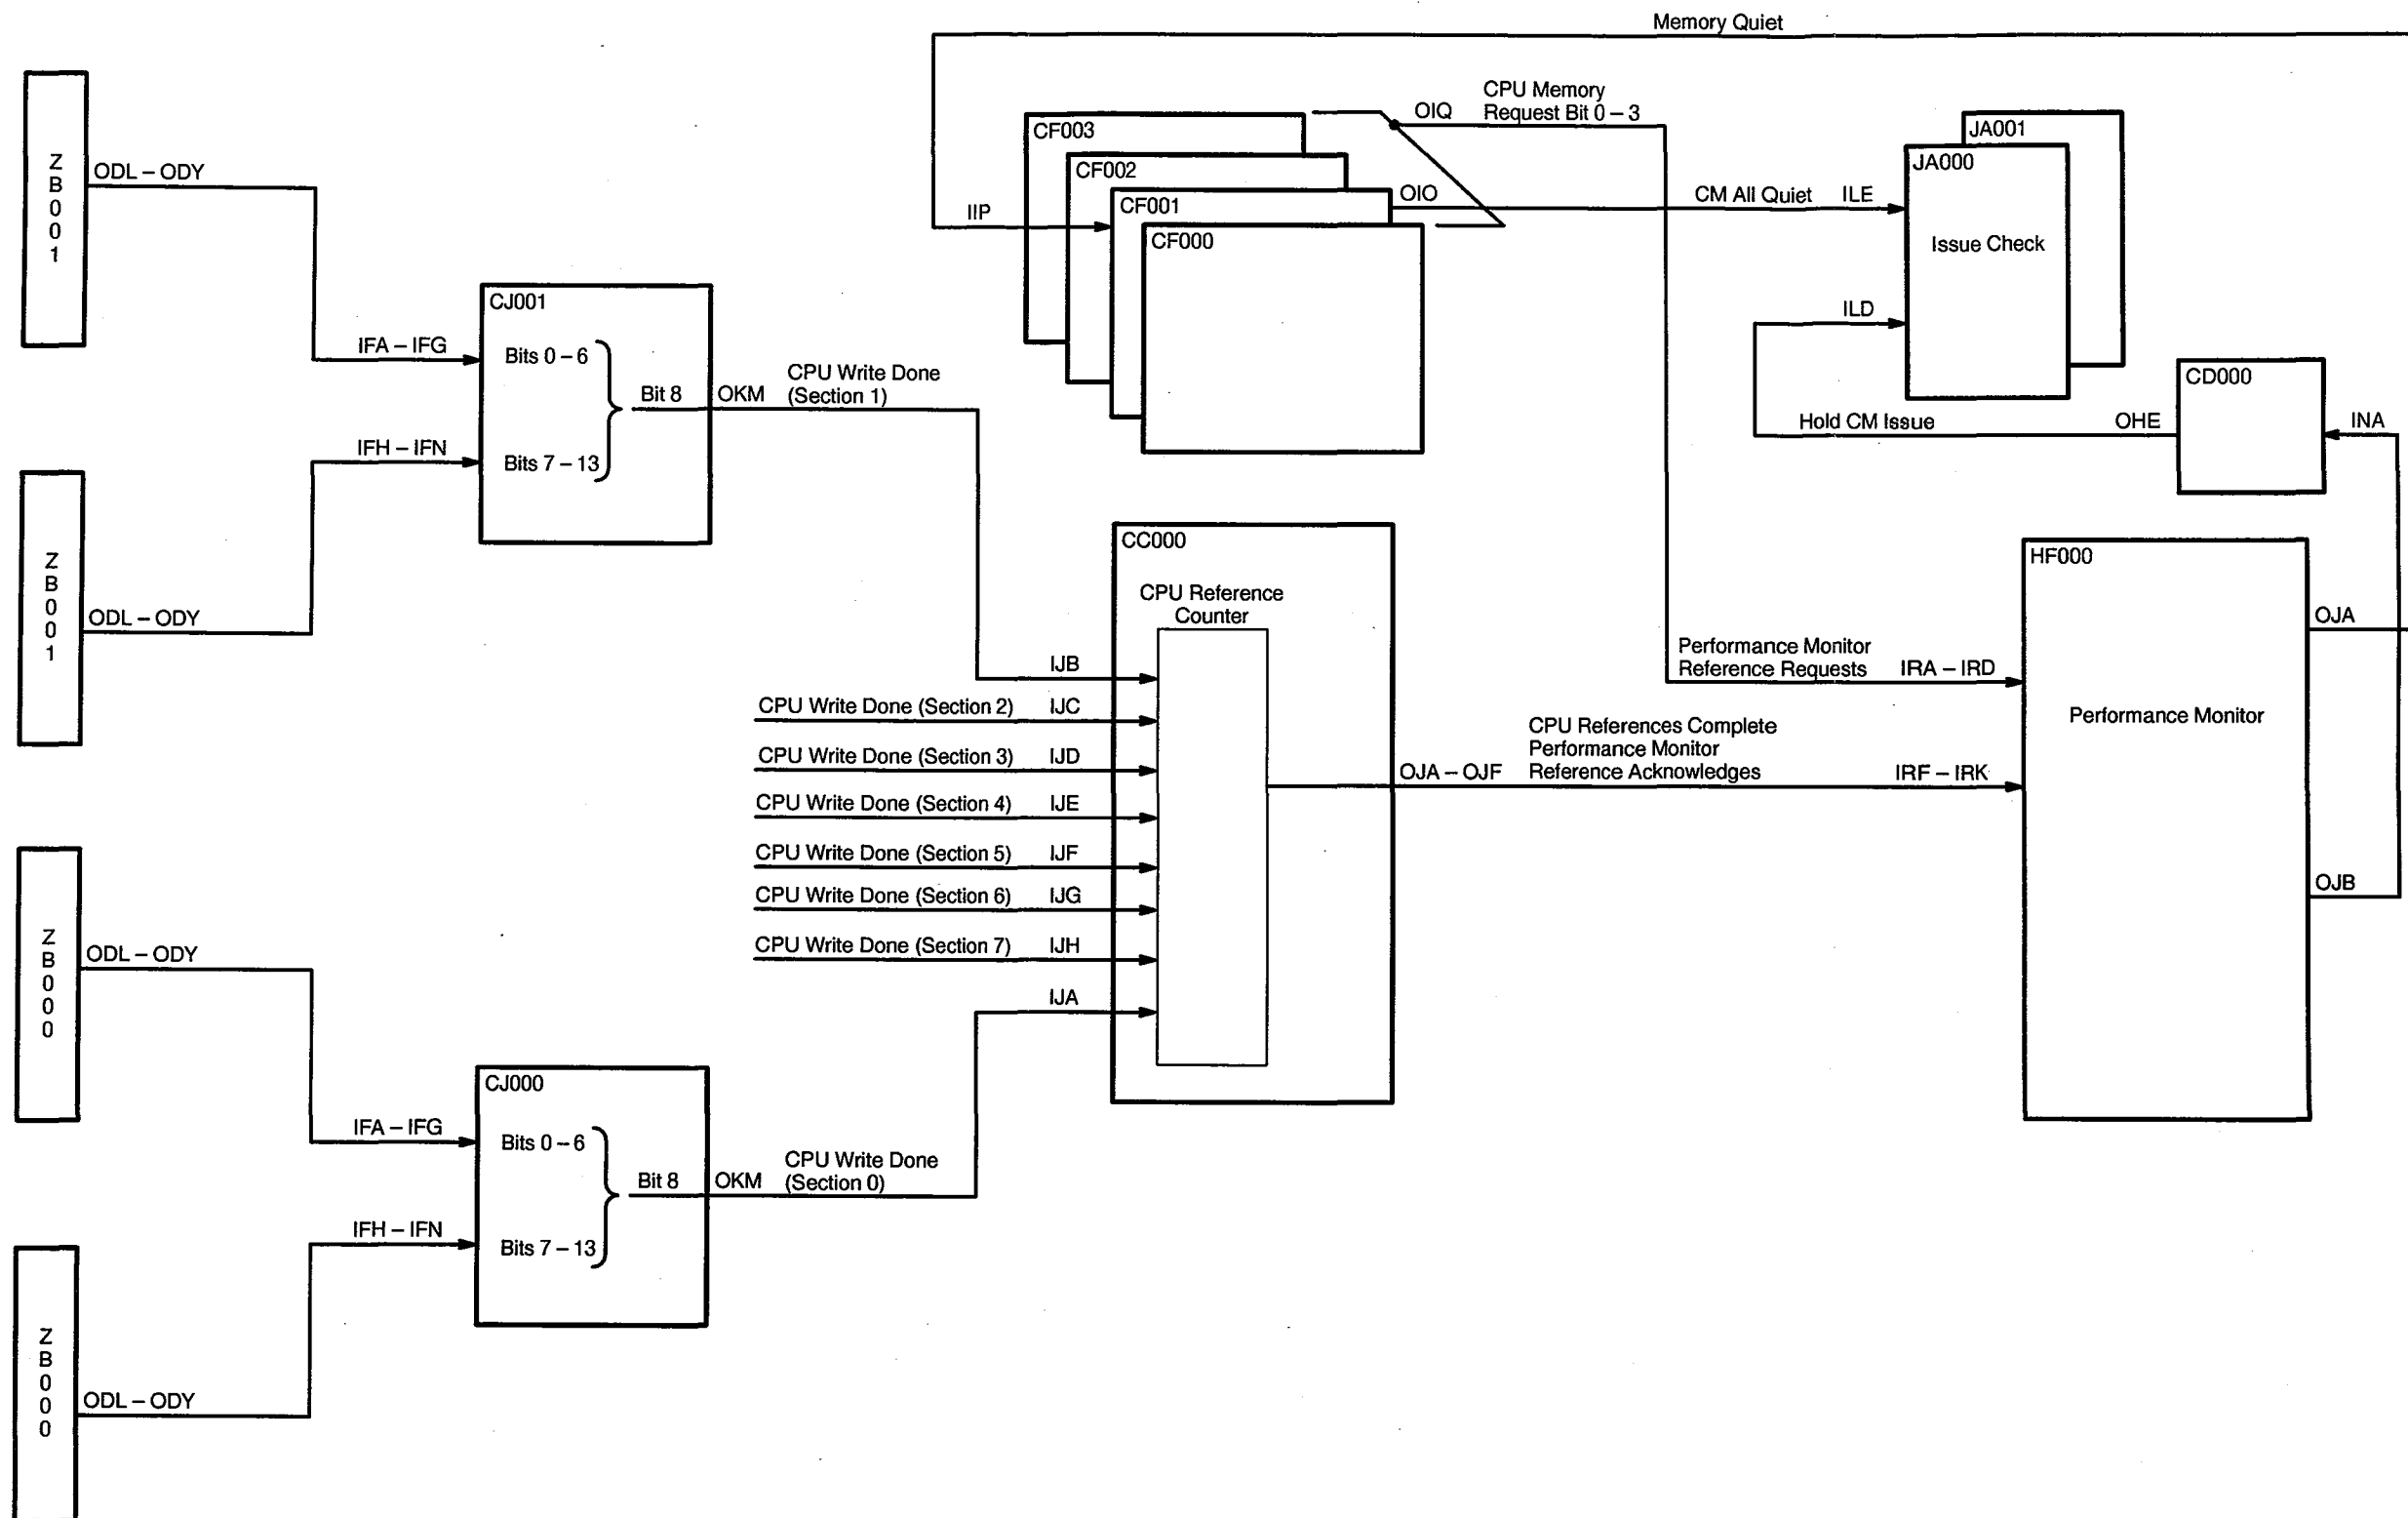 Memory Quiet
Z
B
0
0
1
ODL – ODY
IFA – IFG
CJ001
Bits 0 – 6
Bit 8
OKM
CPU Write Done
(Section 1)
IFH – IFN
Bits 7 – 13
Z
B
0
0
1
ODL – ODY
CF003
CF002
CF001
CF000
IIP
OIQ
CPU Memory
Request Bit 0 – 3
OIO
CM All Quiet
ILE
JA001
JA000
Issue Check
ILD
Hold CM Issue
OHE
CD000
INA
CC000
CPU Reference
Counter
IJB
CPU Write Done (Section 2)
IJC
CPU Write Done (Section 3)
IJD
CPU Write Done (Section 4)
IJE
CPU Write Done (Section 5)
IJF
CPU Write Done (Section 6)
IJG
CPU Write Done (Section 7)
IJH
IJA
OJA – OJF
CPU References Complete
Performance Monitor
Reference Acknowledges
IRF – IRK
Performance Monitor
Reference Requests
IRA – IRD
HF000
Performance Monitor
OJA
OJB
Z
B
0
0
0
ODL – ODY
IFA – IFG
CJ000
Bits 0 – 6
Bit 8
OKM
CPU Write Done
(Section 0)
IFH – IFN
Bits 7 – 13
Z
B
0
0
0
ODL – ODY